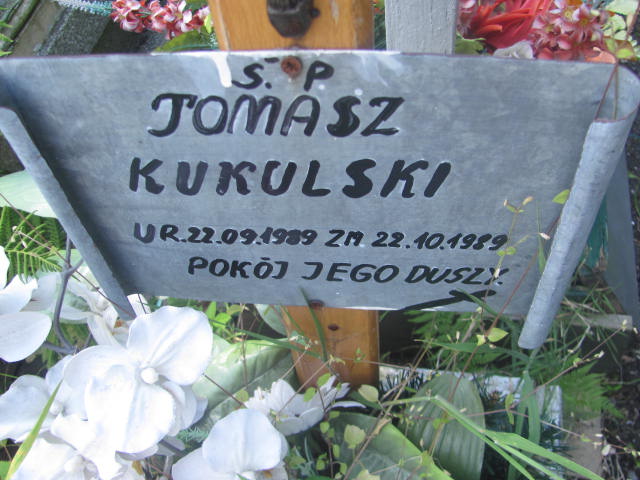 Ś. P
TOMASZ
KUKULSKI
UR. 22.09.1989 ZM. 22.10.1989
POKÓJ JEGO DUSZY.